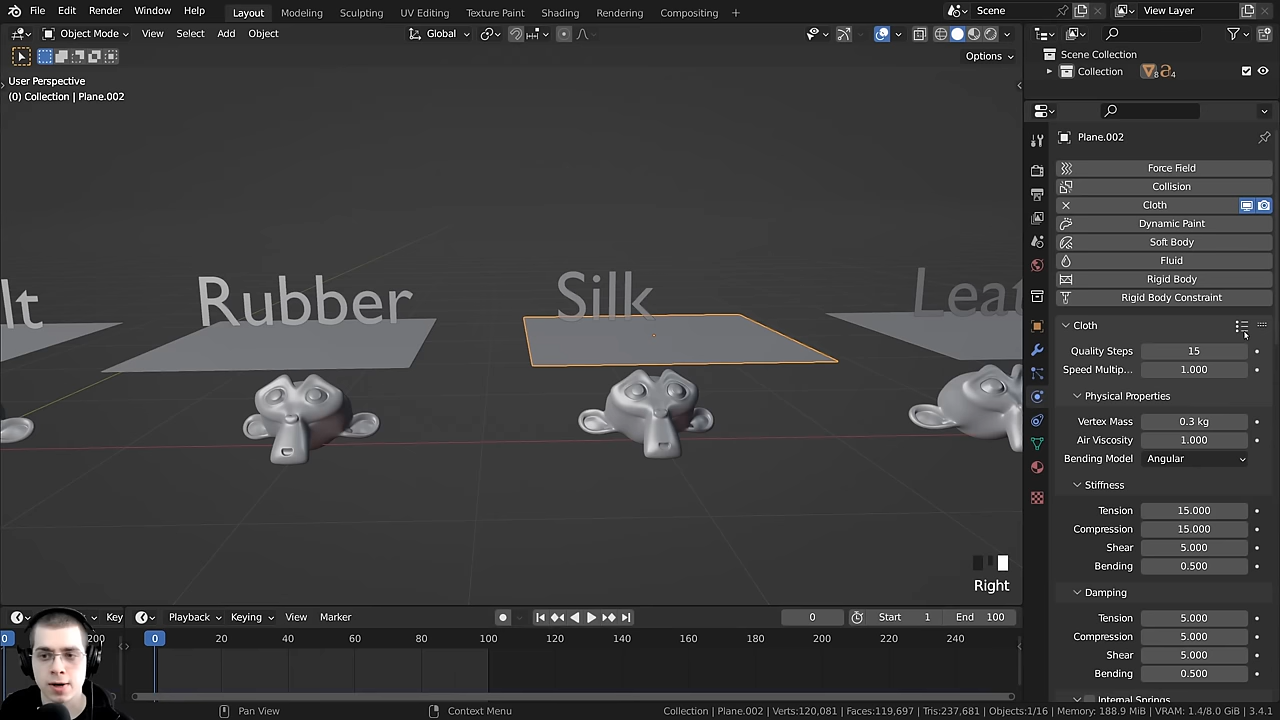 File Edit Render Window Help Layout Modeling Sculpting UV Editing Texture Paint Shading Rendering Compositing + Scene View Layer
Object Mode View Select Add Object Global
Options
User Perspective
(0) Collection | Plane.002
lt Rubber Silk Leat
Right
Scene Collection
Collection 8 4
Plane.002
Force Field
Collision
Cloth
Dynamic Paint
Soft Body
Fluid
Rigid Body
Rigid Body Constraint
Cloth
Quality Steps 15
Speed Multip... 1.000
Physical Properties
Vertex Mass 0.3 kg
Air Viscosity 1.000
Bending Model Angular
Stiffness
Tension 15.000
Compression 15.000
Shear 5.000
Bending 0.500
Damping
Tension 5.000
Compression 5.000
Shear 5.000
Bending 0.500
Internal Springs
Key Playback Keying View Marker 0 Start 1 End 100
0 200 0 20 40 60 80 100 120 140 160 180 200 220 240
Pan View Context Menu Collection | Plane.002 | Verts:120,081 | Faces:119,697 | Tris:237,681 | Objects:1/16 | Memory: 188.9 MiB | VRAM: 1.4/8.0 GiB | 3.4.1